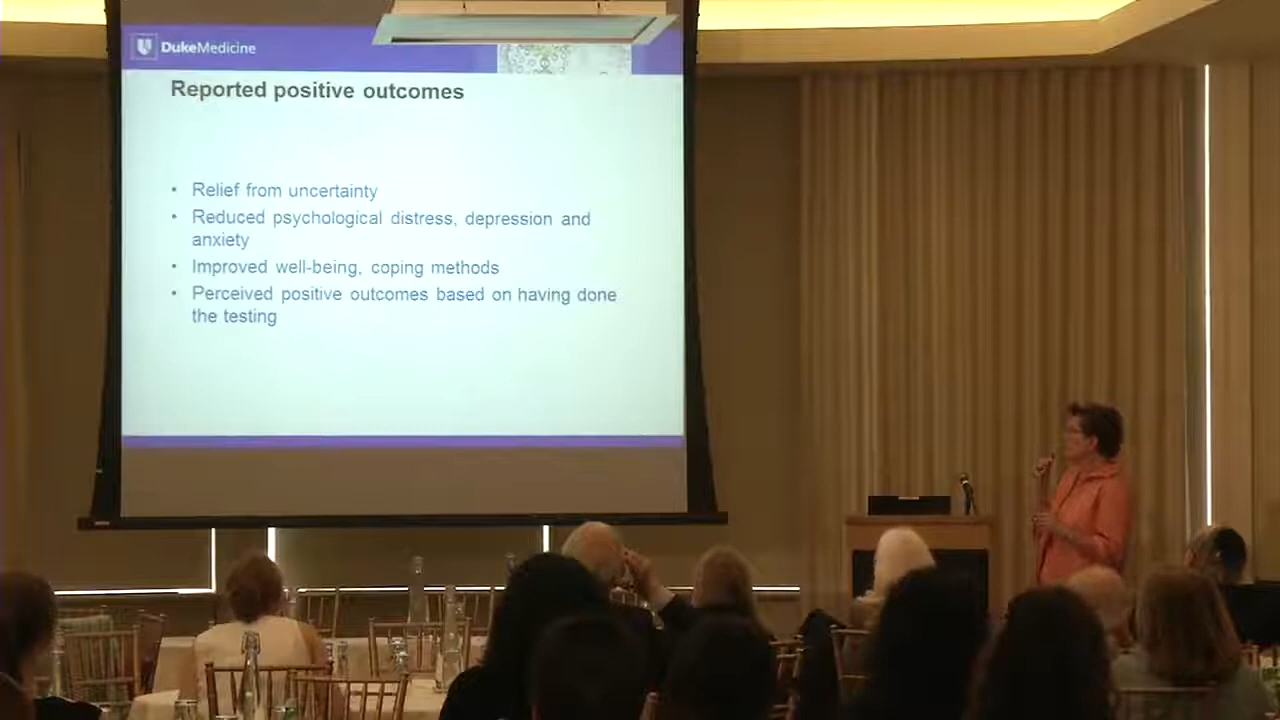 DukeMedicine
Reported positive outcomes
• Relief from uncertainty
• Reduced psychological distress, depression and
anxiety
• Improved well-being, coping methods
• Perceived positive outcomes based on having done
the testing